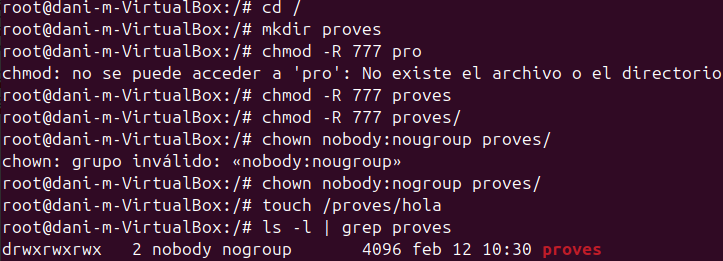 root@dani-m-VirtualBox:/# cd /
root@dani-m-VirtualBox:/# mkdir proves
root@dani-m-VirtualBox:/# chmod -R 777 pro
chmod: no se puede acceder a 'pro': No existe el archivo o el directorio
root@dani-m-VirtualBox:/# chmod -R 777 proves
root@dani-m-VirtualBox:/# chmod -R 777 proves/
root@dani-m-VirtualBox:/# chown nobody:nougroup proves/
chown: grupo inválido: «nobody:nougroup»
root@dani-m-VirtualBox:/# chown nobody:nogroup proves/
root@dani-m-VirtualBox:/# touch /proves/hola
root@dani-m-VirtualBox:/# ls -l | grep proves
drwxrwxrwx   2 nobody nogroup       4096 feb 12 10:30 proves